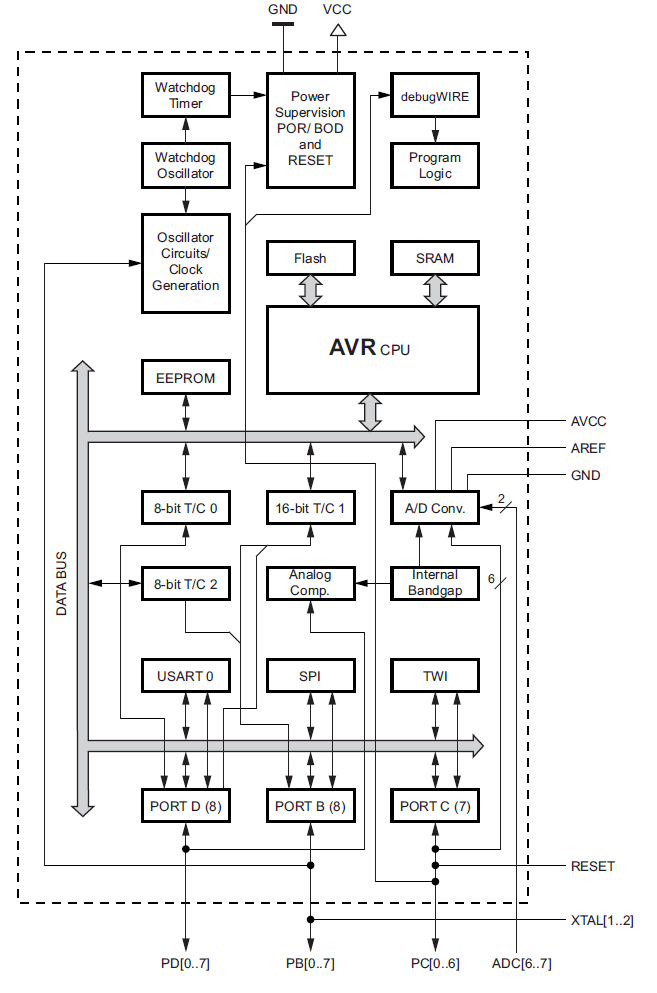 GND
VCC
Watchdog
Timer
Power
Supervision
POR/ BOD
and
RESET
debugWIRE
Watchdog
Oscillator
Program
Logic
Oscillator
Circuits/
Clock
Generation
Flash
SRAM
AVR CPU
EEPROM
AVCC
AREF
GND
8-bit T/C 0
16-bit T/C 1
A/D Conv.
2
DATA BUS
8-bit T/C 2
Analog
Comp.
Internal
Bandgap
6
USART 0
SPI
TWI
PORT D (8)
PORT B (8)
PORT C (7)
RESET
XTAL[1..2]
PD[0..7]
PB[0..7]
PC[0..6]
ADC[6..7]